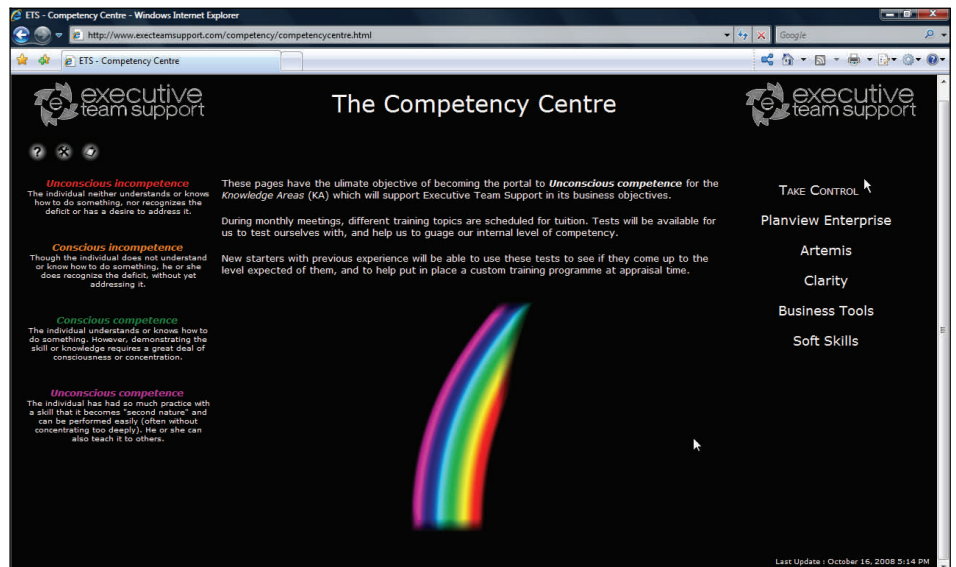 ETS - Competency Centre - Windows Internet Explorer
http://www.execteamsupport.com/competency/competencycentre.html
Google
ETS - Competency Centre
executive
team support
The Competency Centre
executive
team support
Unconscious incompetence
The individual neither understands or knows
how to do something, nor recognizes the
deficit or has a desire to address it.
Conscious incompetence
Though the individual does not understand
or know how to do something, he or she
does recognize the deficit, without yet
addressing it.
Conscious competence
The individual understands or knows how to
do something. However, demonstrating the
skill or knowledge requires a great deal of
consciousness or concentration.
Unconscious competence
The individual has had so much practice with
a skill that it becomes "second nature" and
can be performed easily (often without
concentrating too deeply). He or she can
also teach it to others.
These pages have the ulimate objective of becoming the portal to Unconscious competence for the
Knowledge Areas (KA) which will support Executive Team Support in its business objectives.
During monthly meetings, different training topics are scheduled for tuition. Tests will be available for
us to test ourselves with, and help us to guage our internal level of competency.
New starters with previous experience will be able to use these tests to see if they come up to the
level expected of them, and to help put in place a custom training programme at appraisal time.
TAKE CONTROL
Planview Enterprise
Artemis
Clarity
Business Tools
Soft Skills
Last Update : October 16, 2008 5:14 PM